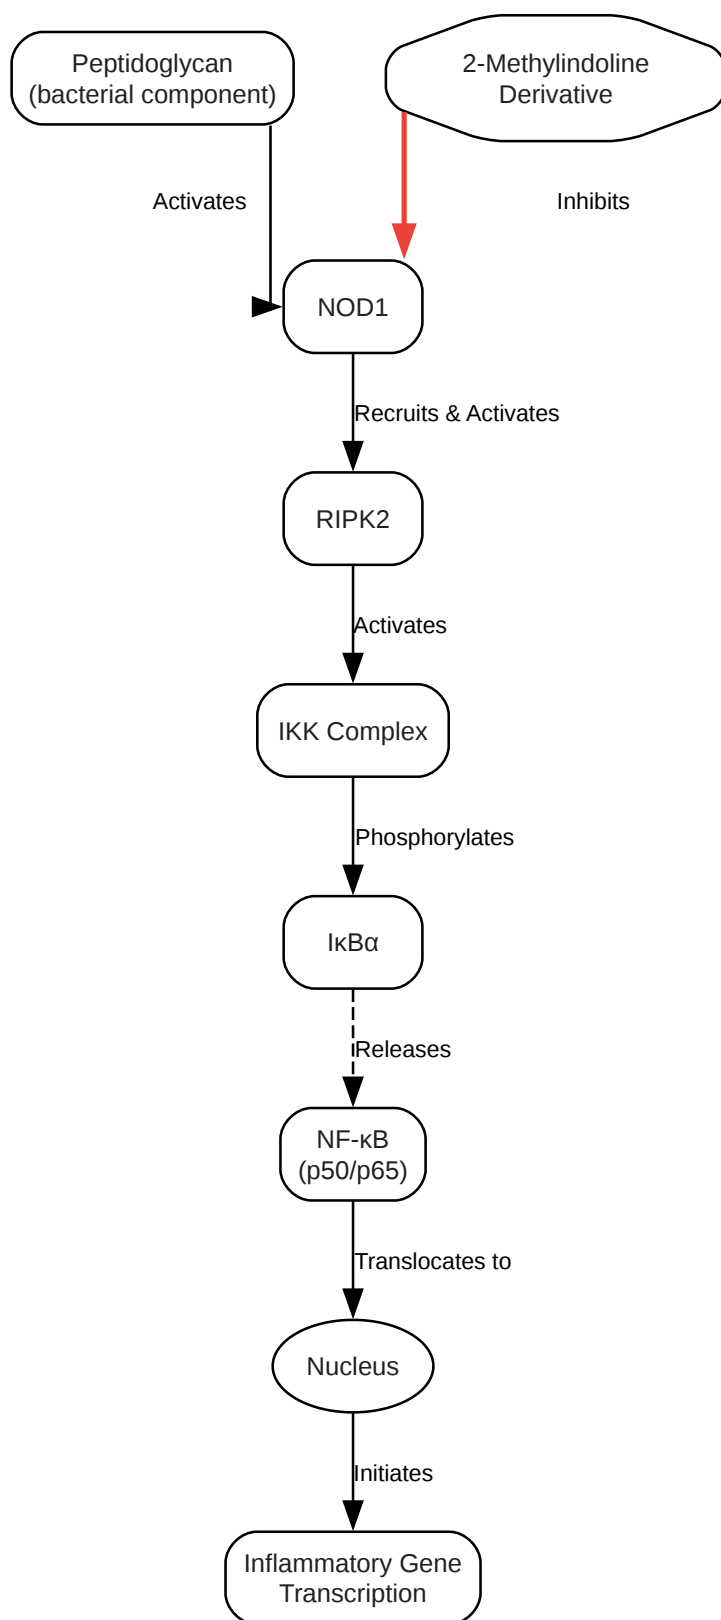 Peptidoglycan
(bacterial component)
2-Methylindoline
Derivative
Activates
Inhibits
NOD1
Recruits & Activates
RIPK2
Activates
IKK Complex
Phosphorylates
IκBα
Releases
NF-κB
(p50/p65)
Translocates to
Nucleus
Initiates
Inflammatory Gene
Transcription